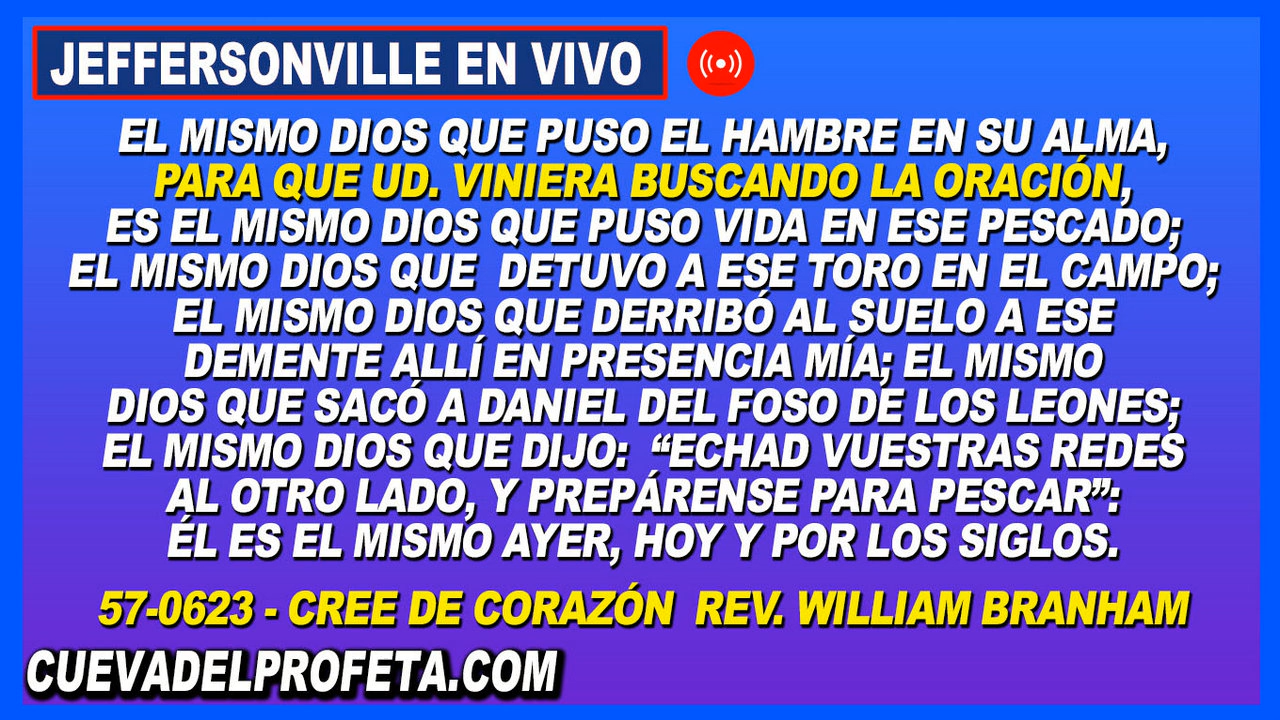 JEFFERSONVILLE EN VIVO
EL MISMO DIOS QUE PUSO EL HAMBRE EN SU ALMA,
PARA QUE UD. VINIERA BUSCANDO LA ORACIÓN,
ES EL MISMO DIOS QUE PUSO VIDA EN ESE PESCADO;
EL MISMO DIOS QUE DETUVO A ESE TORO EN EL CAMPO;
EL MISMO DIOS QUE DERRIBÓ AL SUELO A ESE
DEMENTE ALLÍ EN PRESENCIA MÍA; EL MISMO
DIOS QUE SACÓ A DANIEL DEL FOSO DE LOS LEONES;
EL MISMO DIOS QUE DIJO: “ECHAD VUESTRAS REDES
AL OTRO LADO, Y PREPÁRENSE PARA PESCAR”:
ÉL ES EL MISMO AYER, HOY Y POR LOS SIGLOS.
57-0623 - CREE DE CORAZÓN REV. WILLIAM BRANHAM
CUEVADELPROFETA.COM